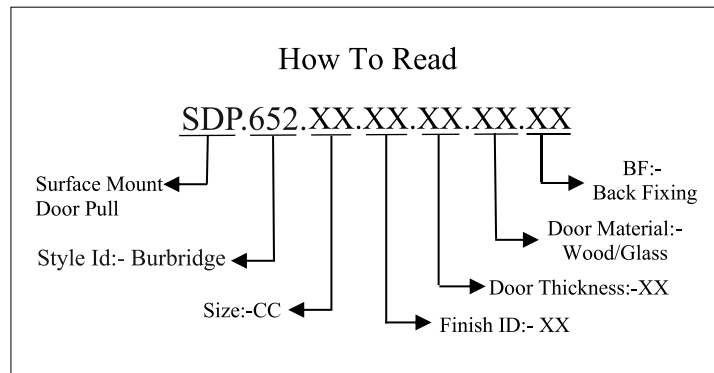 How To Read
SDP.652.XX.XX.XX.XX.XX
Surface Mount
Door Pull
BF:-
Back Fixing
Style Id:- Burbridge
Door Material:-
Wood/Glass
Size:-CC
Door Thickness:-XX
Finish ID:- XX